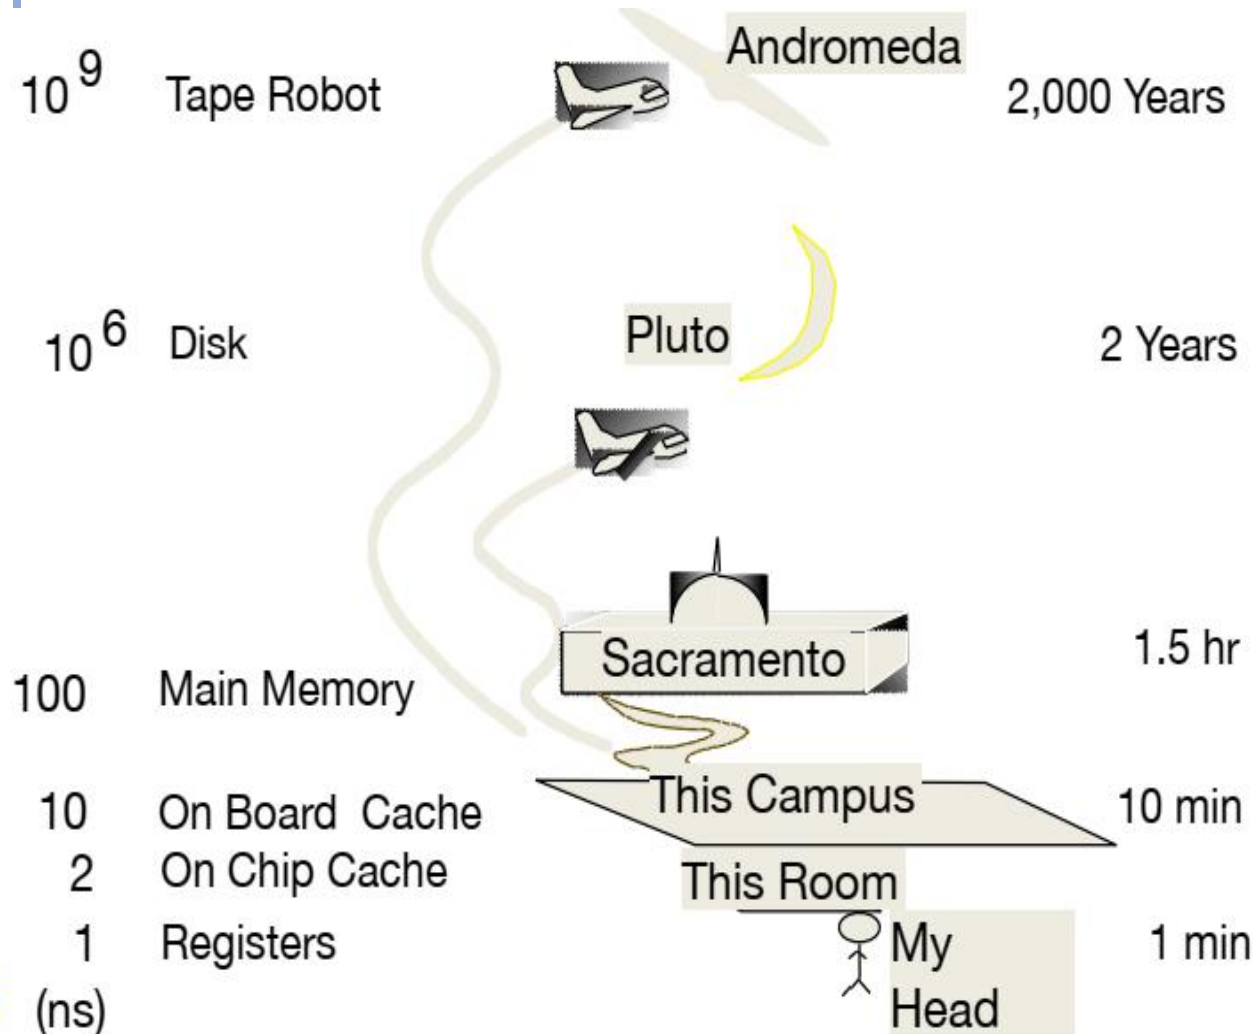 Andromeda
10^9 Tape Robot 2,000 Years
10^6 Disk Pluto 2 Years
Sacramento 1.5 hr
100 Main Memory
10 On Board Cache This Campus 10 min
2 On Chip Cache This Room
1 Registers My 1 min
(ns) Head